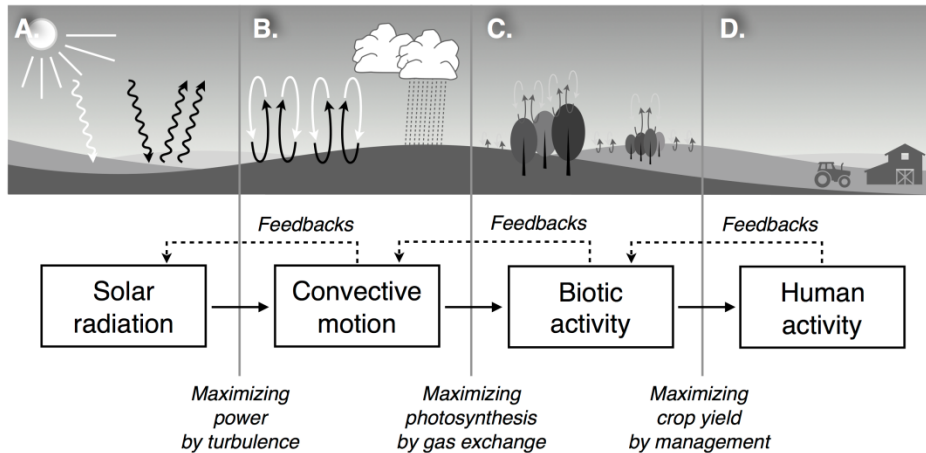 A.
B.
C.
D.
Feedbacks
Feedbacks
Feedbacks
Solar
radiation
Convective
motion
Biotic
activity
Human
activity
Maximizing
power
by turbulence
Maximizing
photosynthesis
by gas exchange
Maximizing
crop yield
by management